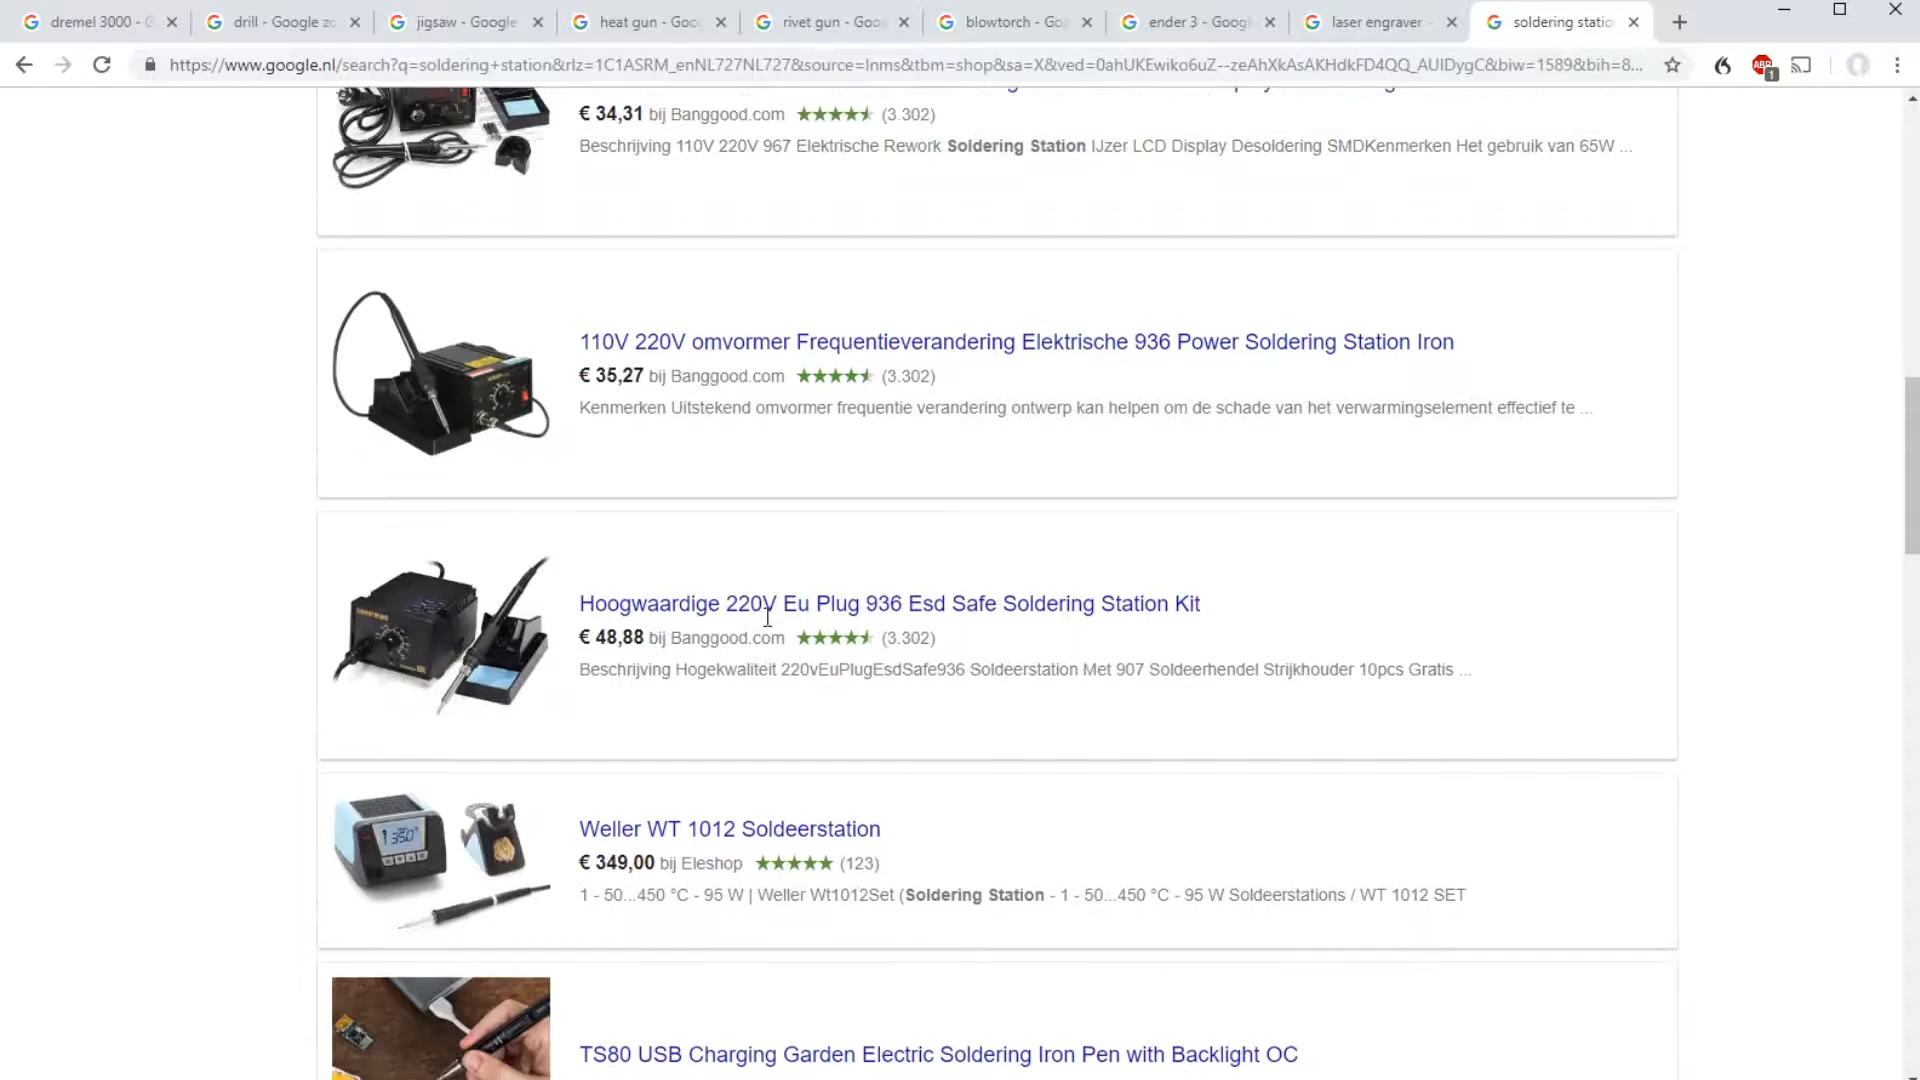 dremel 3000 -
drill - Google zo
jigsaw - Google
heat gun - Goo
rivet gun - Goo
blowtorch - Go
ender 3 - Goog
laser engraver -
soldering statio
https://www.google.nl/search?q=soldering+station&rlz=1C1ASRM_enNL727NL727&source=lnms&tbm=shop&sa=X&ved=0ahUKEwiko6uZ--zeAhXkAsAKHdkFD4QQ_AUIDygC&biw=1589&bih=8...
ABP
1
€ 34,31 bij Banggood.com (3.302)
Beschrijving 110V 220V 967 Elektrische Rework Soldering Station IJzer LCD Display Desoldering SMDKenmerken Het gebruik van 65W ...
110V 220V omvormer Frequentieverandering Elektrische 936 Power Soldering Station Iron
€ 35,27 bij Banggood.com (3.302)
Kenmerken Uitstekend omvormer frequentie verandering ontwerp kan helpen om de schade van het verwarmingselement effectief te ...
Hoogwaardige 220V Eu Plug 936 Esd Safe Soldering Station Kit
€ 48,88 bij Banggood.com (3.302)
Beschrijving Hogekwaliteit 220vEuPlugEsdSafe936 Soldeerstation Met 907 Soldeerhendel Strijkhouder 10pcs Gratis ...
Weller WT 1012 Soldeerstation
€ 349,00 bij Eleshop (123)
1 - 50...450 °C - 95 W | Weller Wt1012Set (Soldering Station - 1 - 50...450 °C - 95 W Soldeerstations / WT 1012 SET
350°
TS80 USB Charging Garden Electric Soldering Iron Pen with Backlight OC